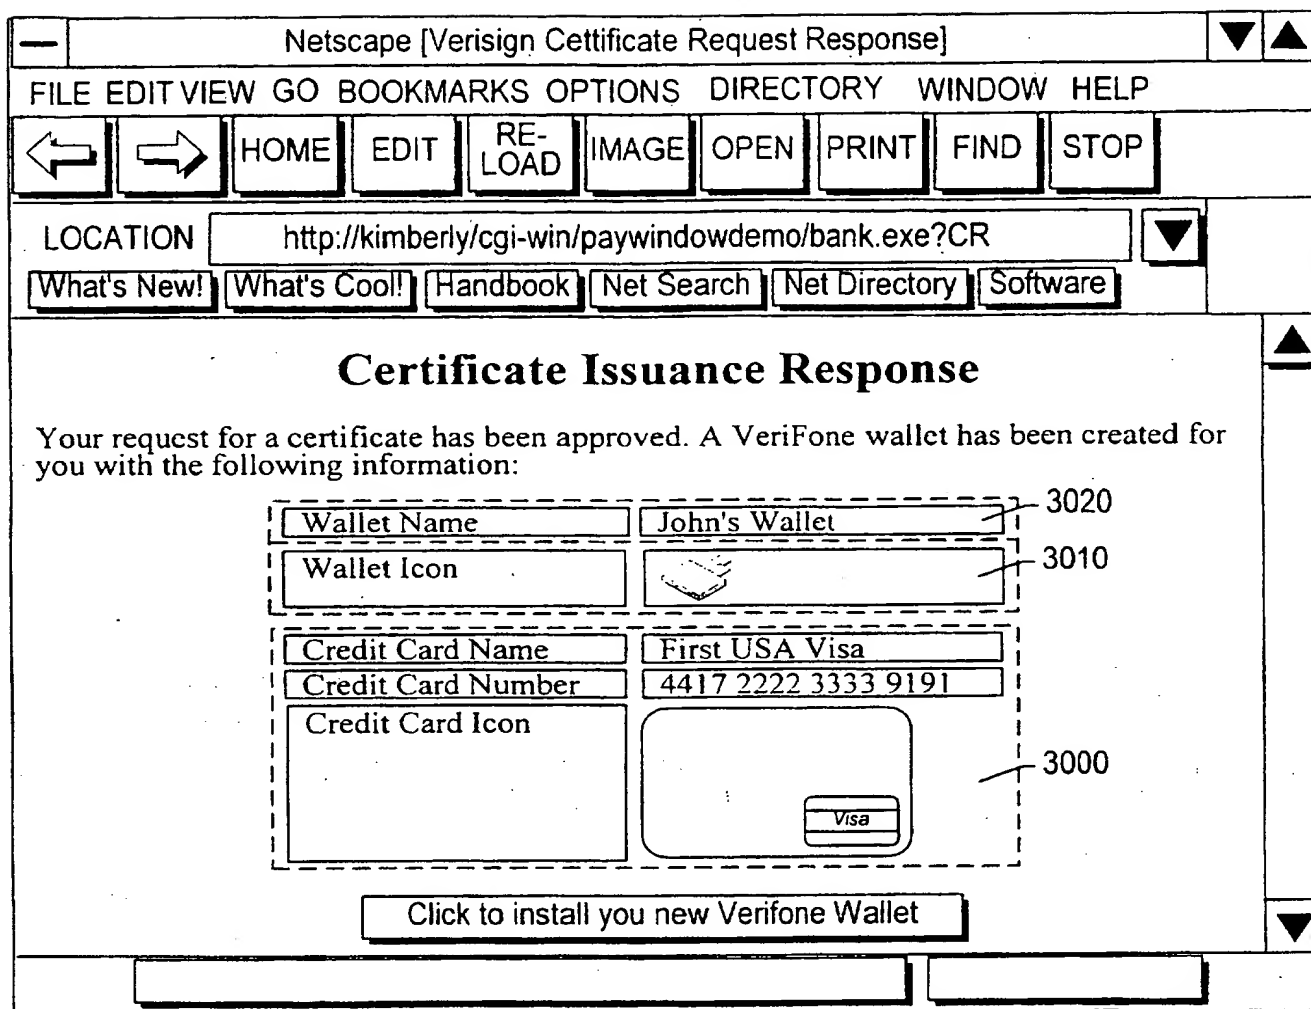 Netscape [Verisign Cettificate Request Response]
FILE EDIT VIEW GO BOOKMARKS OPTIONS DIRECTORY WINDOW HELP
HOME EDIT RE-LOAD IMAGE OPEN PRINT FIND STOP
LOCATION http://kimberly/cgi-win/paywindowdemo/bank.exe?CR
What's New! What's Cool! Handbook Net Search Net Directory Software
Certificate Issuance Response
Your request for a certificate has been approved. A VeriFone wallet has been created for
you with the following information:
Wallet Name John's Wallet 3020
Wallet Icon 3010
Credit Card Name First USA Visa
Credit Card Number 4417 2222 3333 9191
Credit Card Icon
3000
Visa
Click to install you new Verifone Wallet